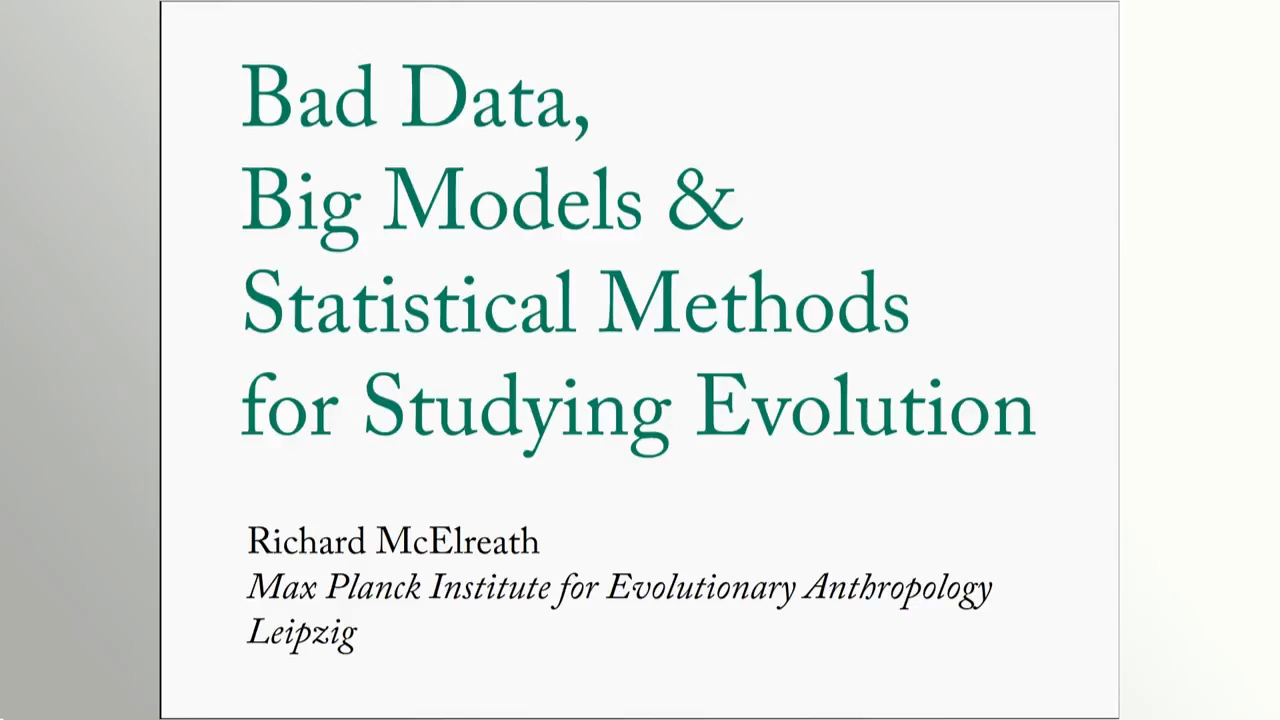 Bad Data,
Big Models &
Statistical Methods
for Studying Evolution
Richard McElreath
Max Planck Institute for Evolutionary Anthropology
Leipzig